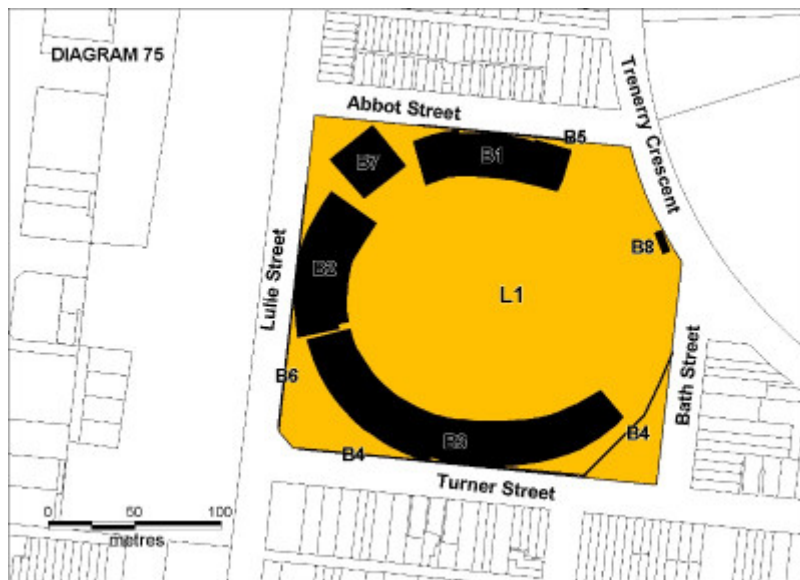 DIAGRAM 75
Abbot Street
Trenerry Crescent
B5
B1
B7
B8
B2
Lulie Street
L1
Bath Street
B6
B4
B4
B3
Turner Street
0 50 100
metres